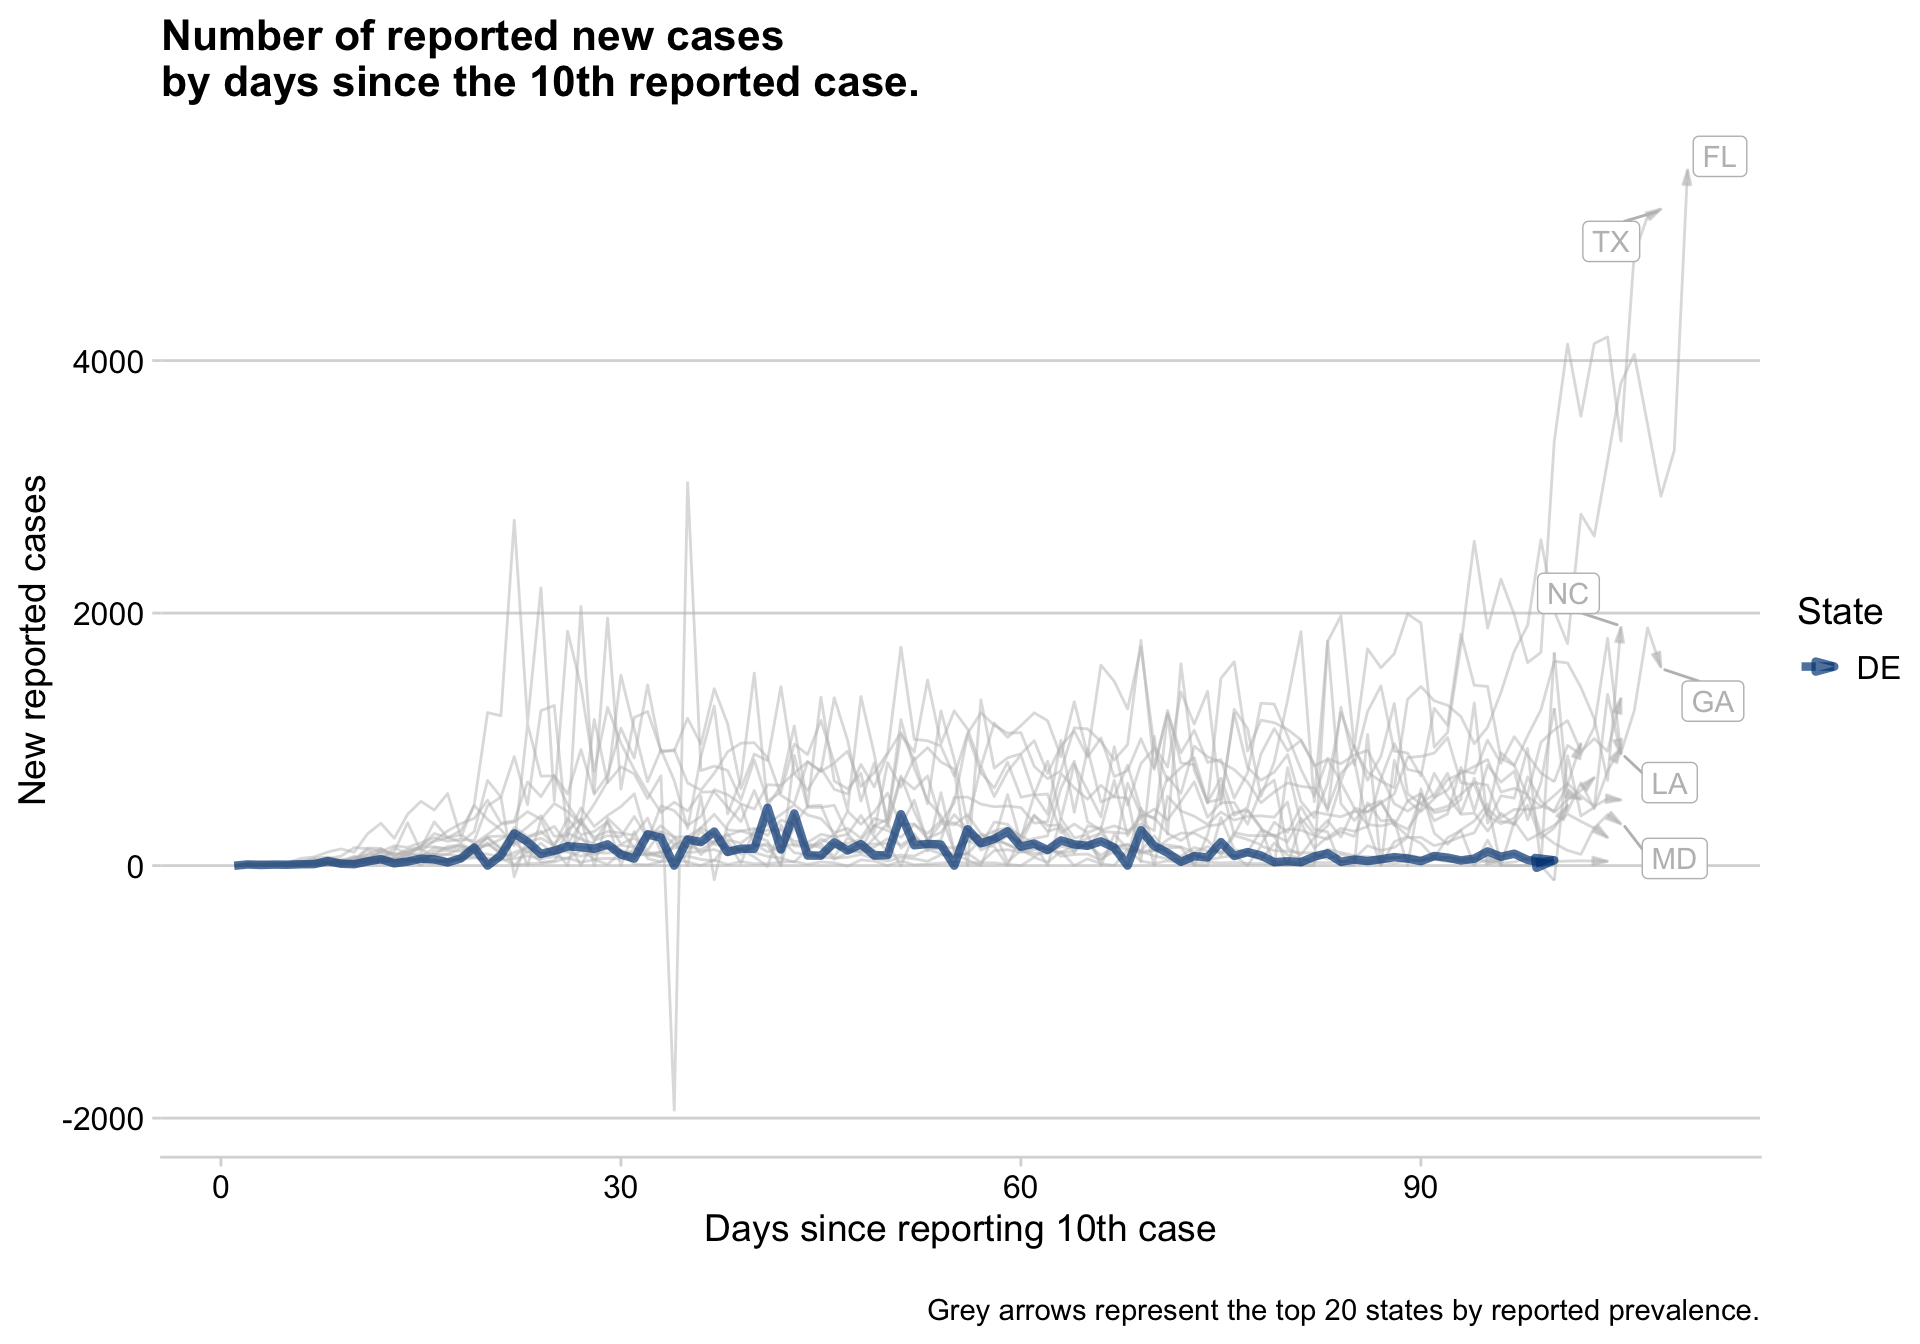 Number of reported new cases
by days since the 10th reported case.
FL
TX
4000
New reported cases
NC
2000
State
DE
GA
LA
MD
0
-2000
0
30
60
90
Days since reporting 10th case
Grey arrows represent the top 20 states by reported prevalence.